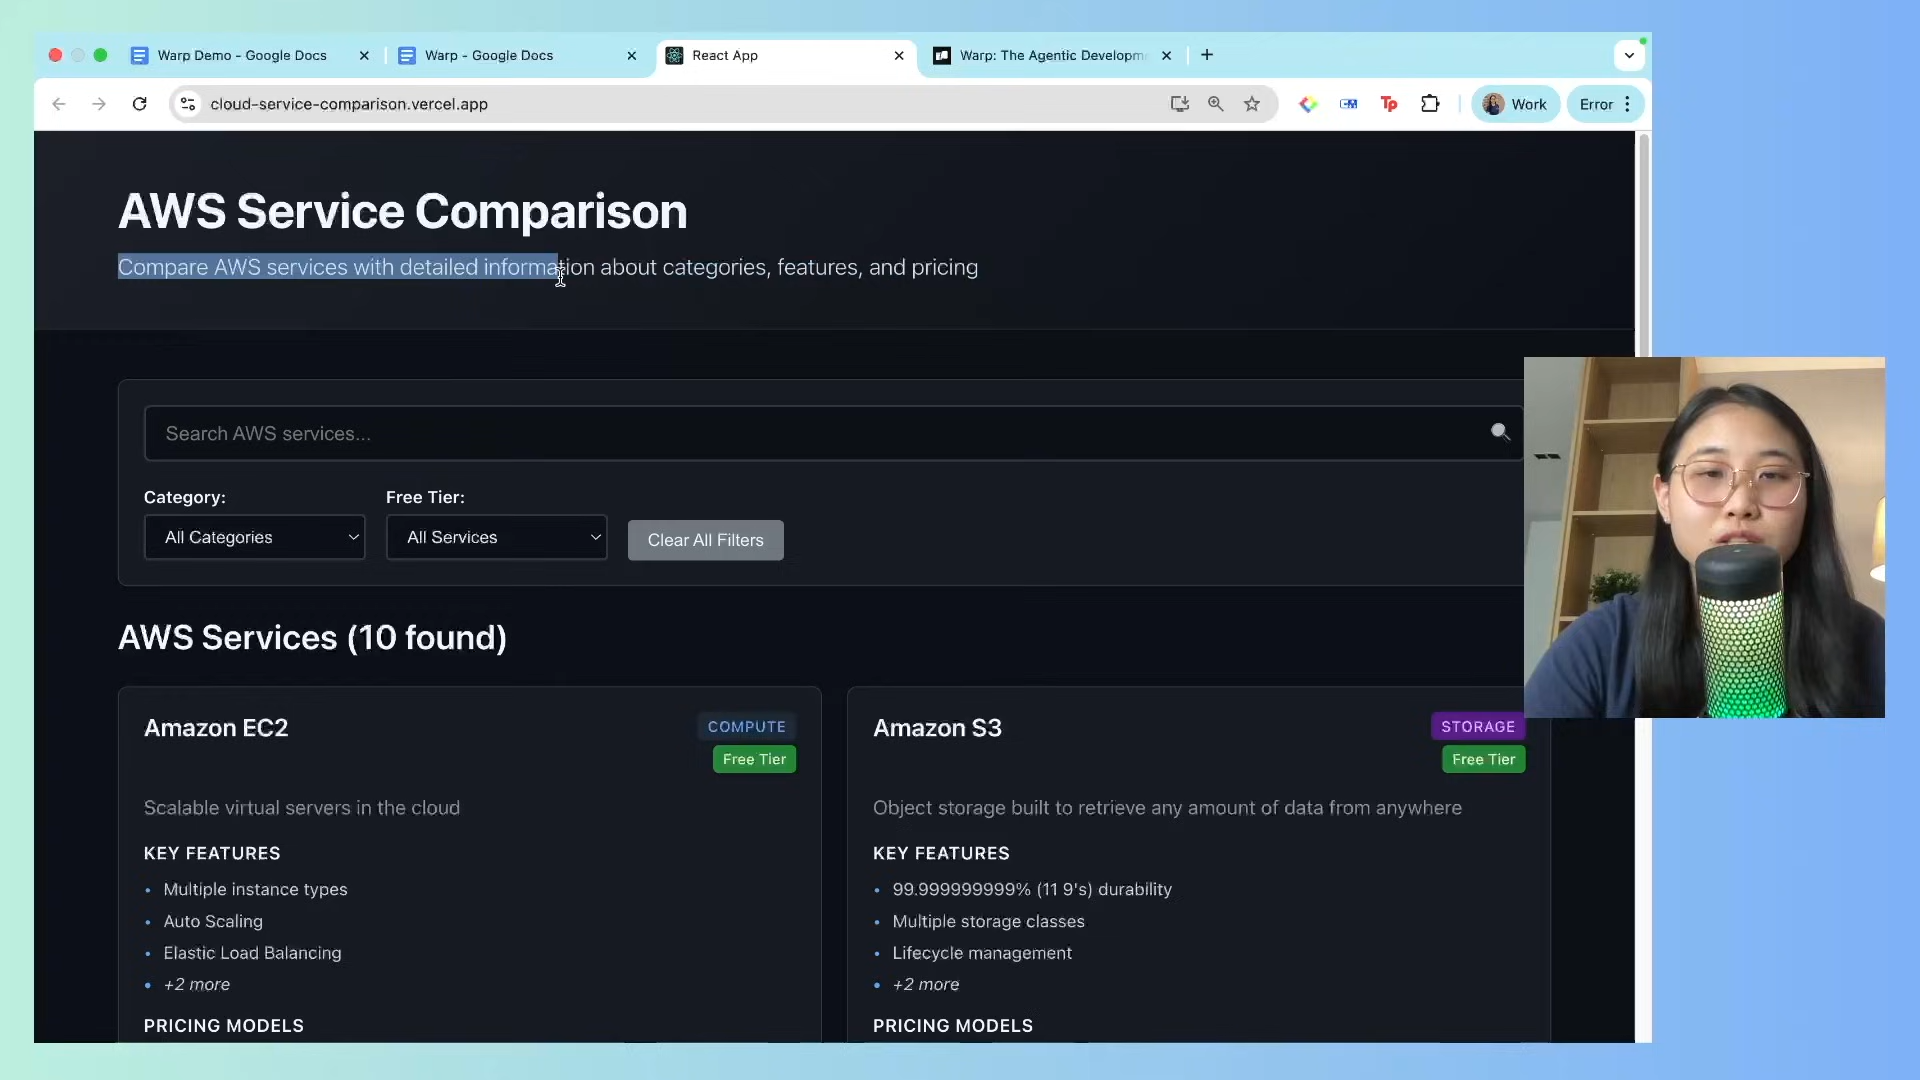 Warp Demo - Google Docs
Warp - Google Docs
React App
Warp: The Agentic Developm
cloud-service-comparison.vercel.app
Tp
Work
Error
AWS Service Comparison
Compare AWS services with detailed information about categories, features, and pricing
Search AWS services...
Category:
Free Tier:
All Categories
All Services
Clear All Filters
AWS Services (10 found)
Amazon EC2
COMPUTE
Free Tier
Scalable virtual servers in the cloud
KEY FEATURES
• Multiple instance types
• Auto Scaling
• Elastic Load Balancing
• +2 more
PRICING MODELS
Amazon S3
STORAGE
Free Tier
Object storage built to retrieve any amount of data from anywhere
KEY FEATURES
• 99.999999999% (11 9's) durability
• Multiple storage classes
• Lifecycle management
• +2 more
PRICING MODELS